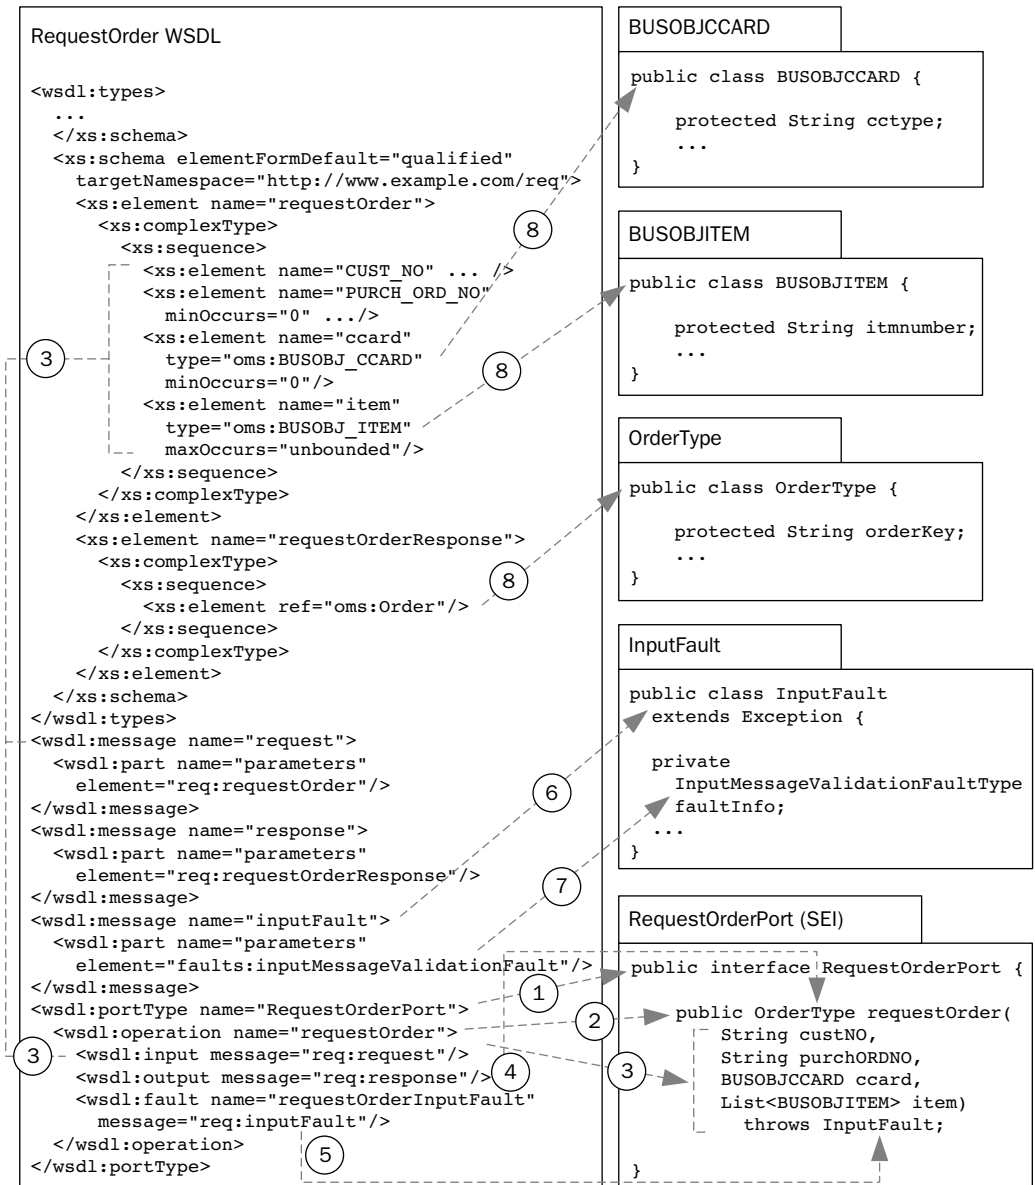 RequestOrder WSDL
<wsdl:types>
...
</xs:schema>
<xs:schema elementFormDefault="qualified"
targetNamespace="http://www.example.com/req">
<xs:element name="requestOrder">
<xs:complexType>
<xs:sequence>
<xs:element name="CUST_NO" ... />
<xs:element name="PURCH_ORD_NO"
minOccurs="0" .../>
<xs:element name="ccard"
type="oms:BUSOBJ_CCARD"
minOccurs="0"/>
<xs:element name="item"
type="oms:BUSOBJ_ITEM"
maxOccurs="unbounded"/>
</xs:sequence>
</xs:complexType>
</xs:element>
<xs:element name="requestOrderResponse">
<xs:complexType>
<xs:sequence>
<xs:element ref="oms:Order"/>
</xs:sequence>
</xs:complexType>
</xs:element>
</xs:schema>
</wsdl:types>
<wsdl:message name="request">
<wsdl:part name="parameters"
element="req:requestOrder"/>
</wsdl:message>
<wsdl:message name="response">
<wsdl:part name="parameters"
element="req:requestOrderResponse"/>
</wsdl:message>
<wsdl:message name="inputFault">
<wsdl:part name="parameters"
element="faults:inputMessageValidationFault"/>
</wsdl:message>
<wsdl:portType name="RequestOrderPort">
<wsdl:operation name="requestOrder">
<wsdl:input message="req:request"/>
<wsdl:output message="req:response"/>
<wsdl:fault name="requestOrderInputFault"
message="req:inputFault"/>
</wsdl:operation>
</wsdl:portType>
3
3
8
8
8
6
7
1
2
4
3
5
BUSOBJCCARD
public class BUSOBJCCARD {
protected String cctype;
...
}
BUSOBJITEM
public class BUSOBJITEM {
protected String itmnumber;
...
}
OrderType
public class OrderType {
protected String orderKey;
...
}
InputFault
public class InputFault
extends Exception {
private
InputMessageValidationFaultType
faultInfo;
...
}
RequestOrderPort (SEI)
public interface RequestOrderPort {
public OrderType requestOrder(
String custNO,
String purchORDNO,
BUSOBJCCARD ccard,
List<BUSOBJITEM> item)
throws InputFault;
}